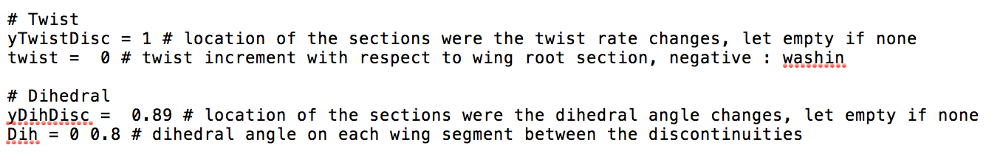 # Twist
yTwistDisc = 1 # location of the sections were the twist rate changes, let empty if none
twist =  0 # twist increment with respect to wing root section, negative : washin
# Dihedral
yDihDisc =  0.89 # location of the sections were the dihedral angle changes, let empty if none
Dih = 0 0.8 # dihedral angle on each wing segment between the discontinuities